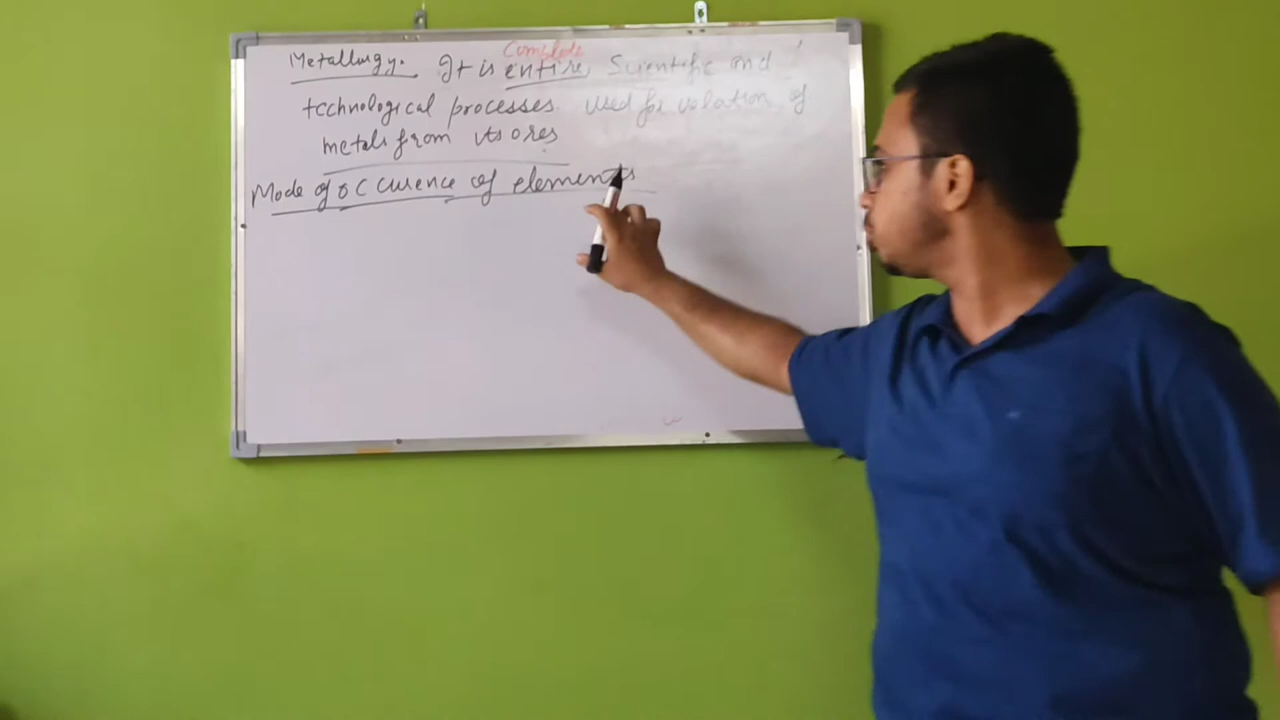 Complete
Metallurgy. It is entire, Scientific and
technological processes used for isolation of
metals from its ores
Mode of occurence of elements